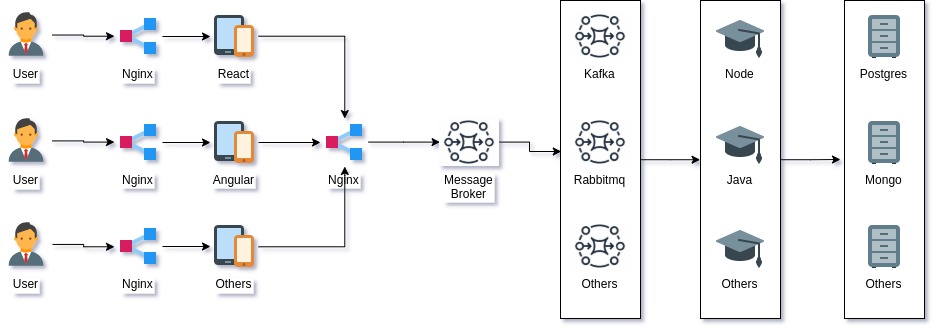 User
Nginx
React
Kafka
Node
Postgres
User
Nginx
Angular
Nginx
Message
Broker
Rabbitmq
Java
Mongo
User
Nginx
Others
Others
Others
Others